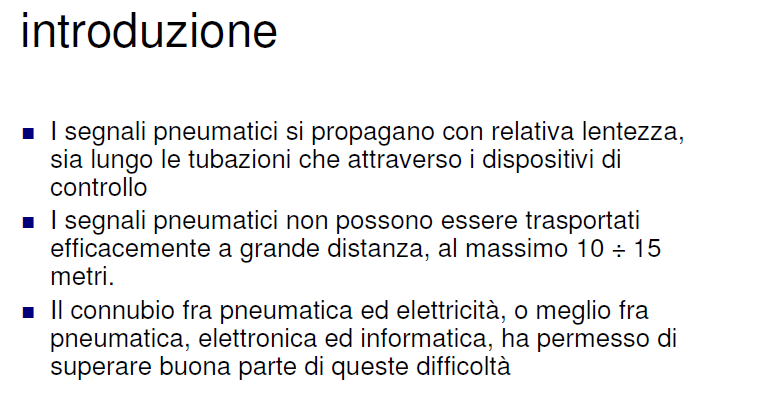 introduzione
I segnali pneumatici si propagano con relativa lentezza,
sia lungo le tubazioni che attraverso i dispositivi di
controllo
I segnali pneumatici non possono essere trasportati
efficacemente a grande distanza, al massimo 10 ÷ 15
metri.
Il connubio fra pneumatica ed elettricità, o meglio fra
pneumatica, elettronica ed informatica, ha permesso di
superare buona parte di queste difficoltà